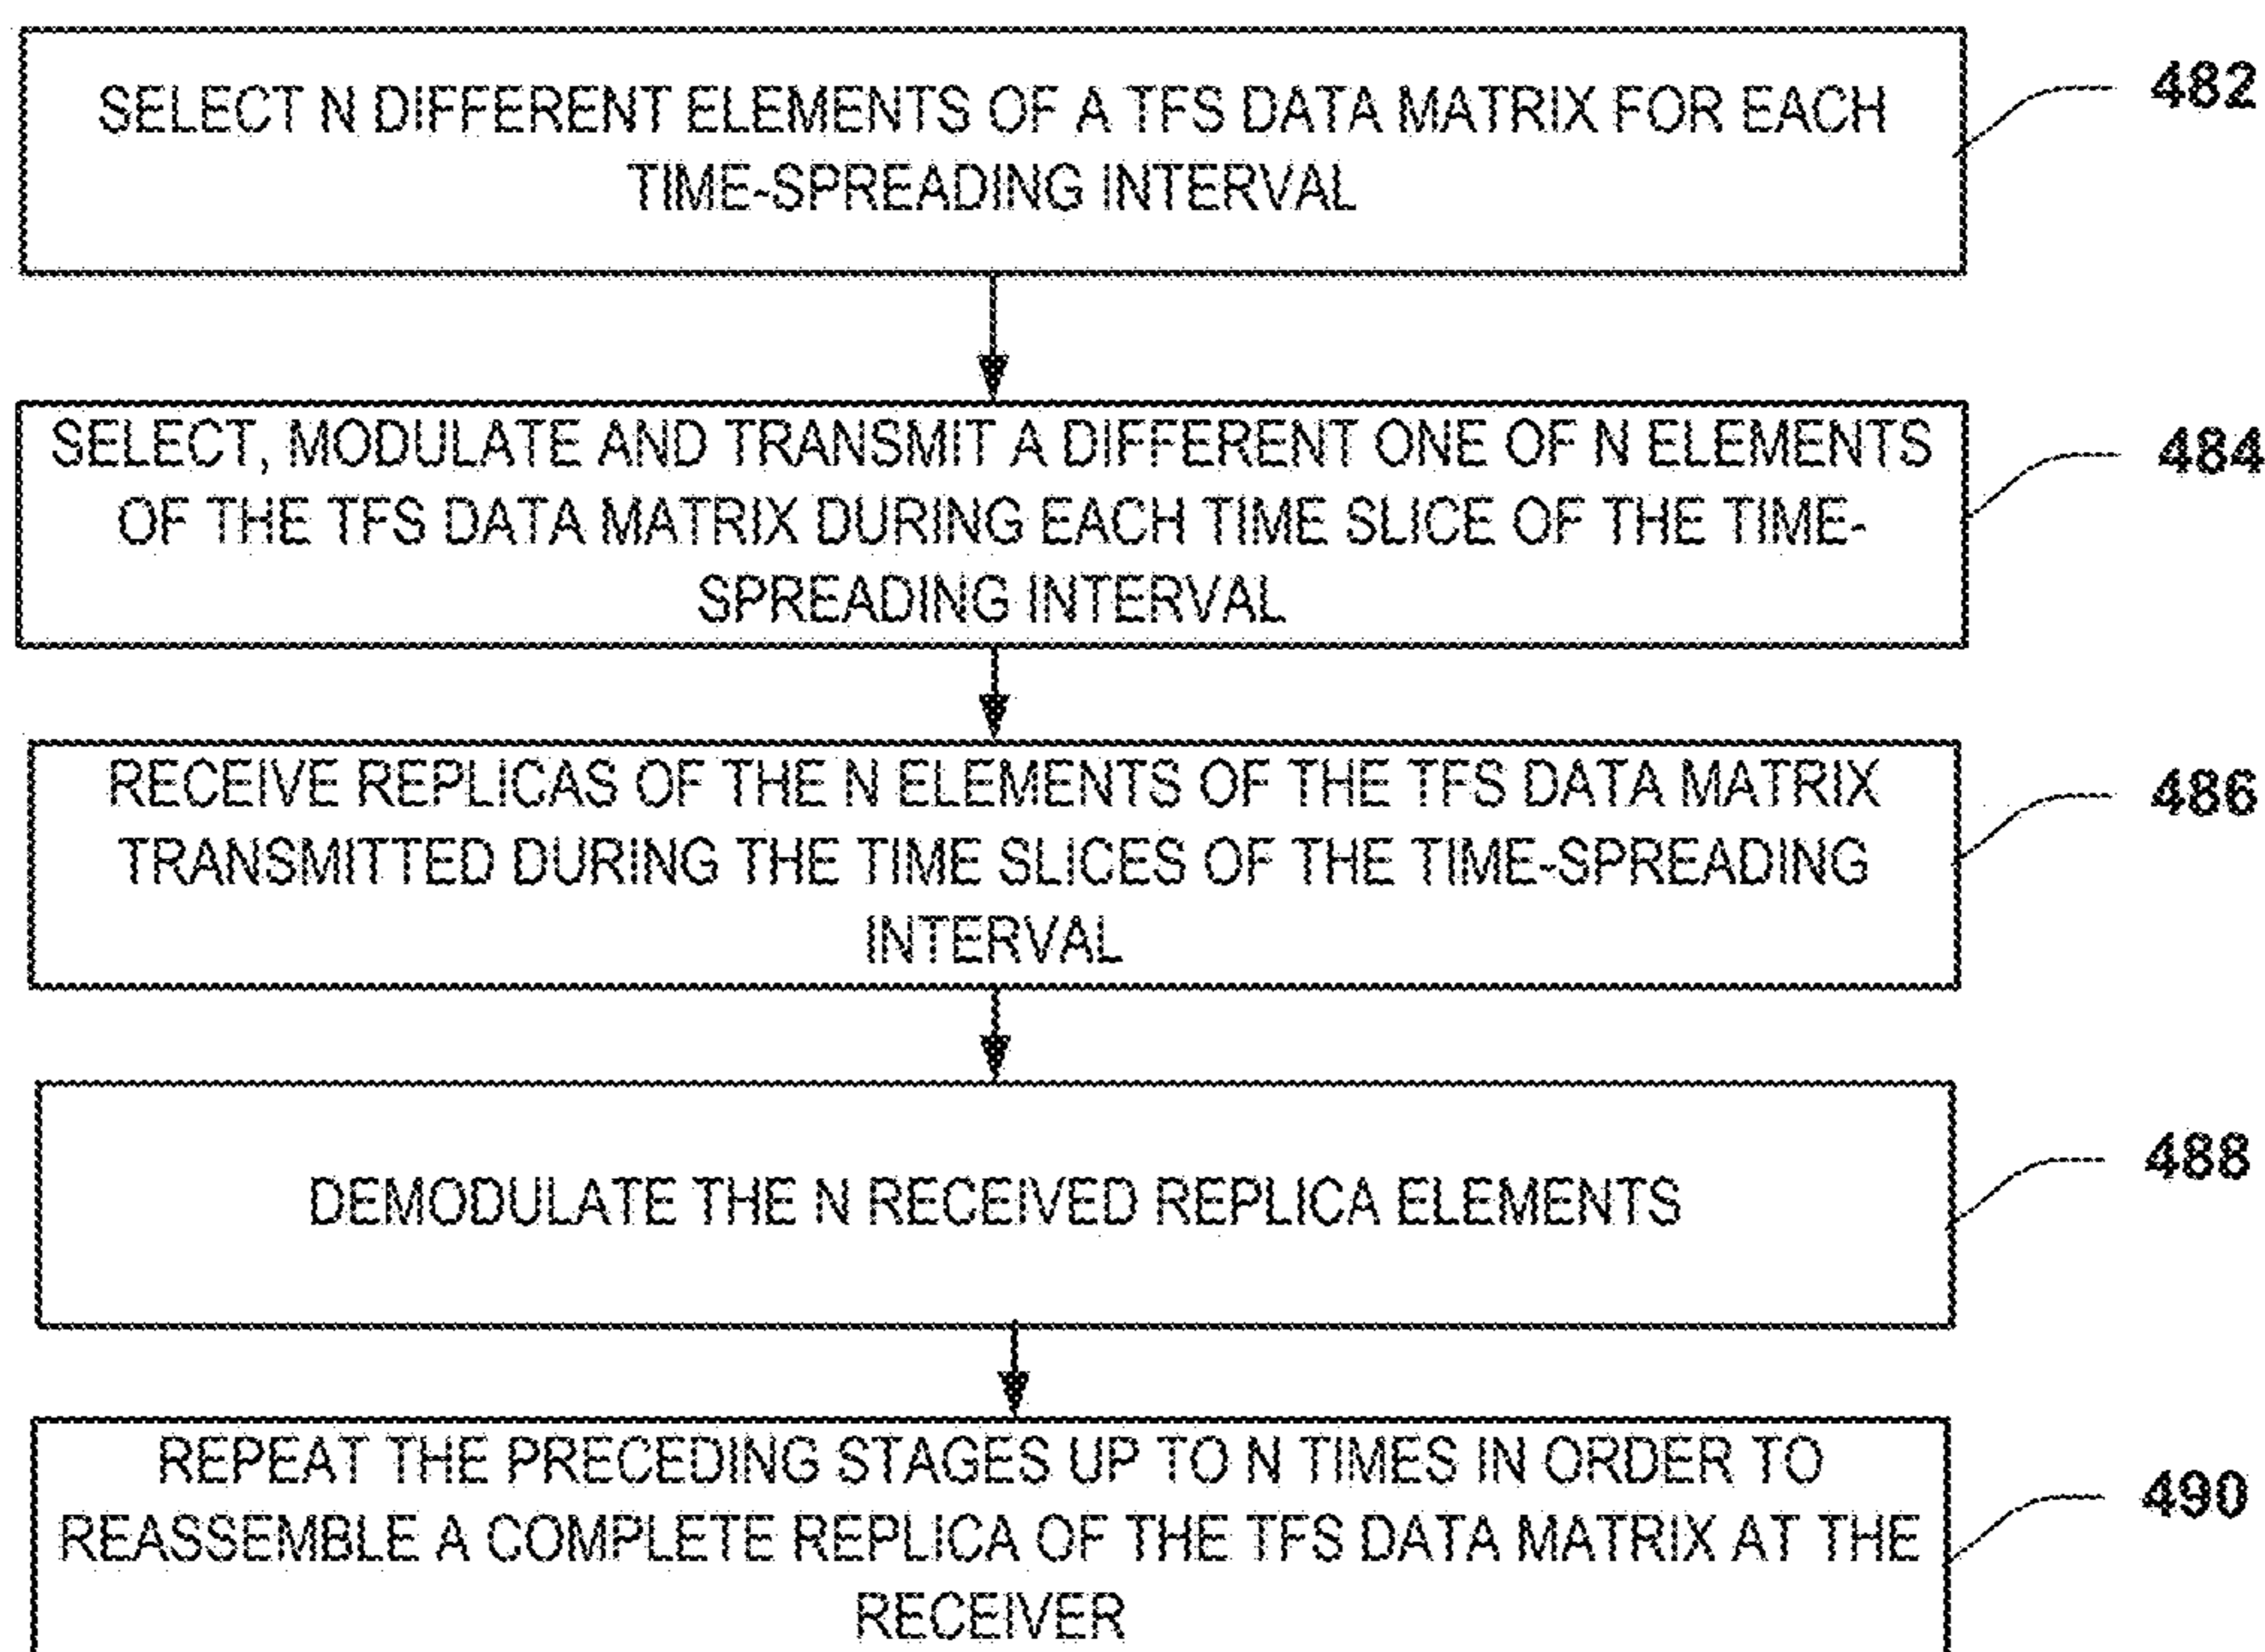 SELECT N DIFFERENT ELEMENTS OF A TFS DATA MATRIX FOR EACH
TIME-SPREADING INTERVAL
482
SELECT, MODULATE AND TRANSMIT A DIFFERENT ONE OF N ELEMENTS
OF THE TFS DATA MATRIX DURING EACH TIME SLICE OF THE TIME-
SPREADING INTERVAL
484
RECEIVE REPLICAS OF THE N ELEMENTS OF THE TFS DATA MATRIX
TRANSMITTED DURING THE TIME SLICES OF THE TIME-SPREADING
INTERVAL
486
DEMODULATE THE N RECEIVED REPLICA ELEMENTS
488
REPEAT THE PRECEDING STAGES UP TO N TIMES IN ORDER TO
REASSEMBLE A COMPLETE REPLICA OF THE TFS DATA MATRIX AT THE
RECEIVER
490